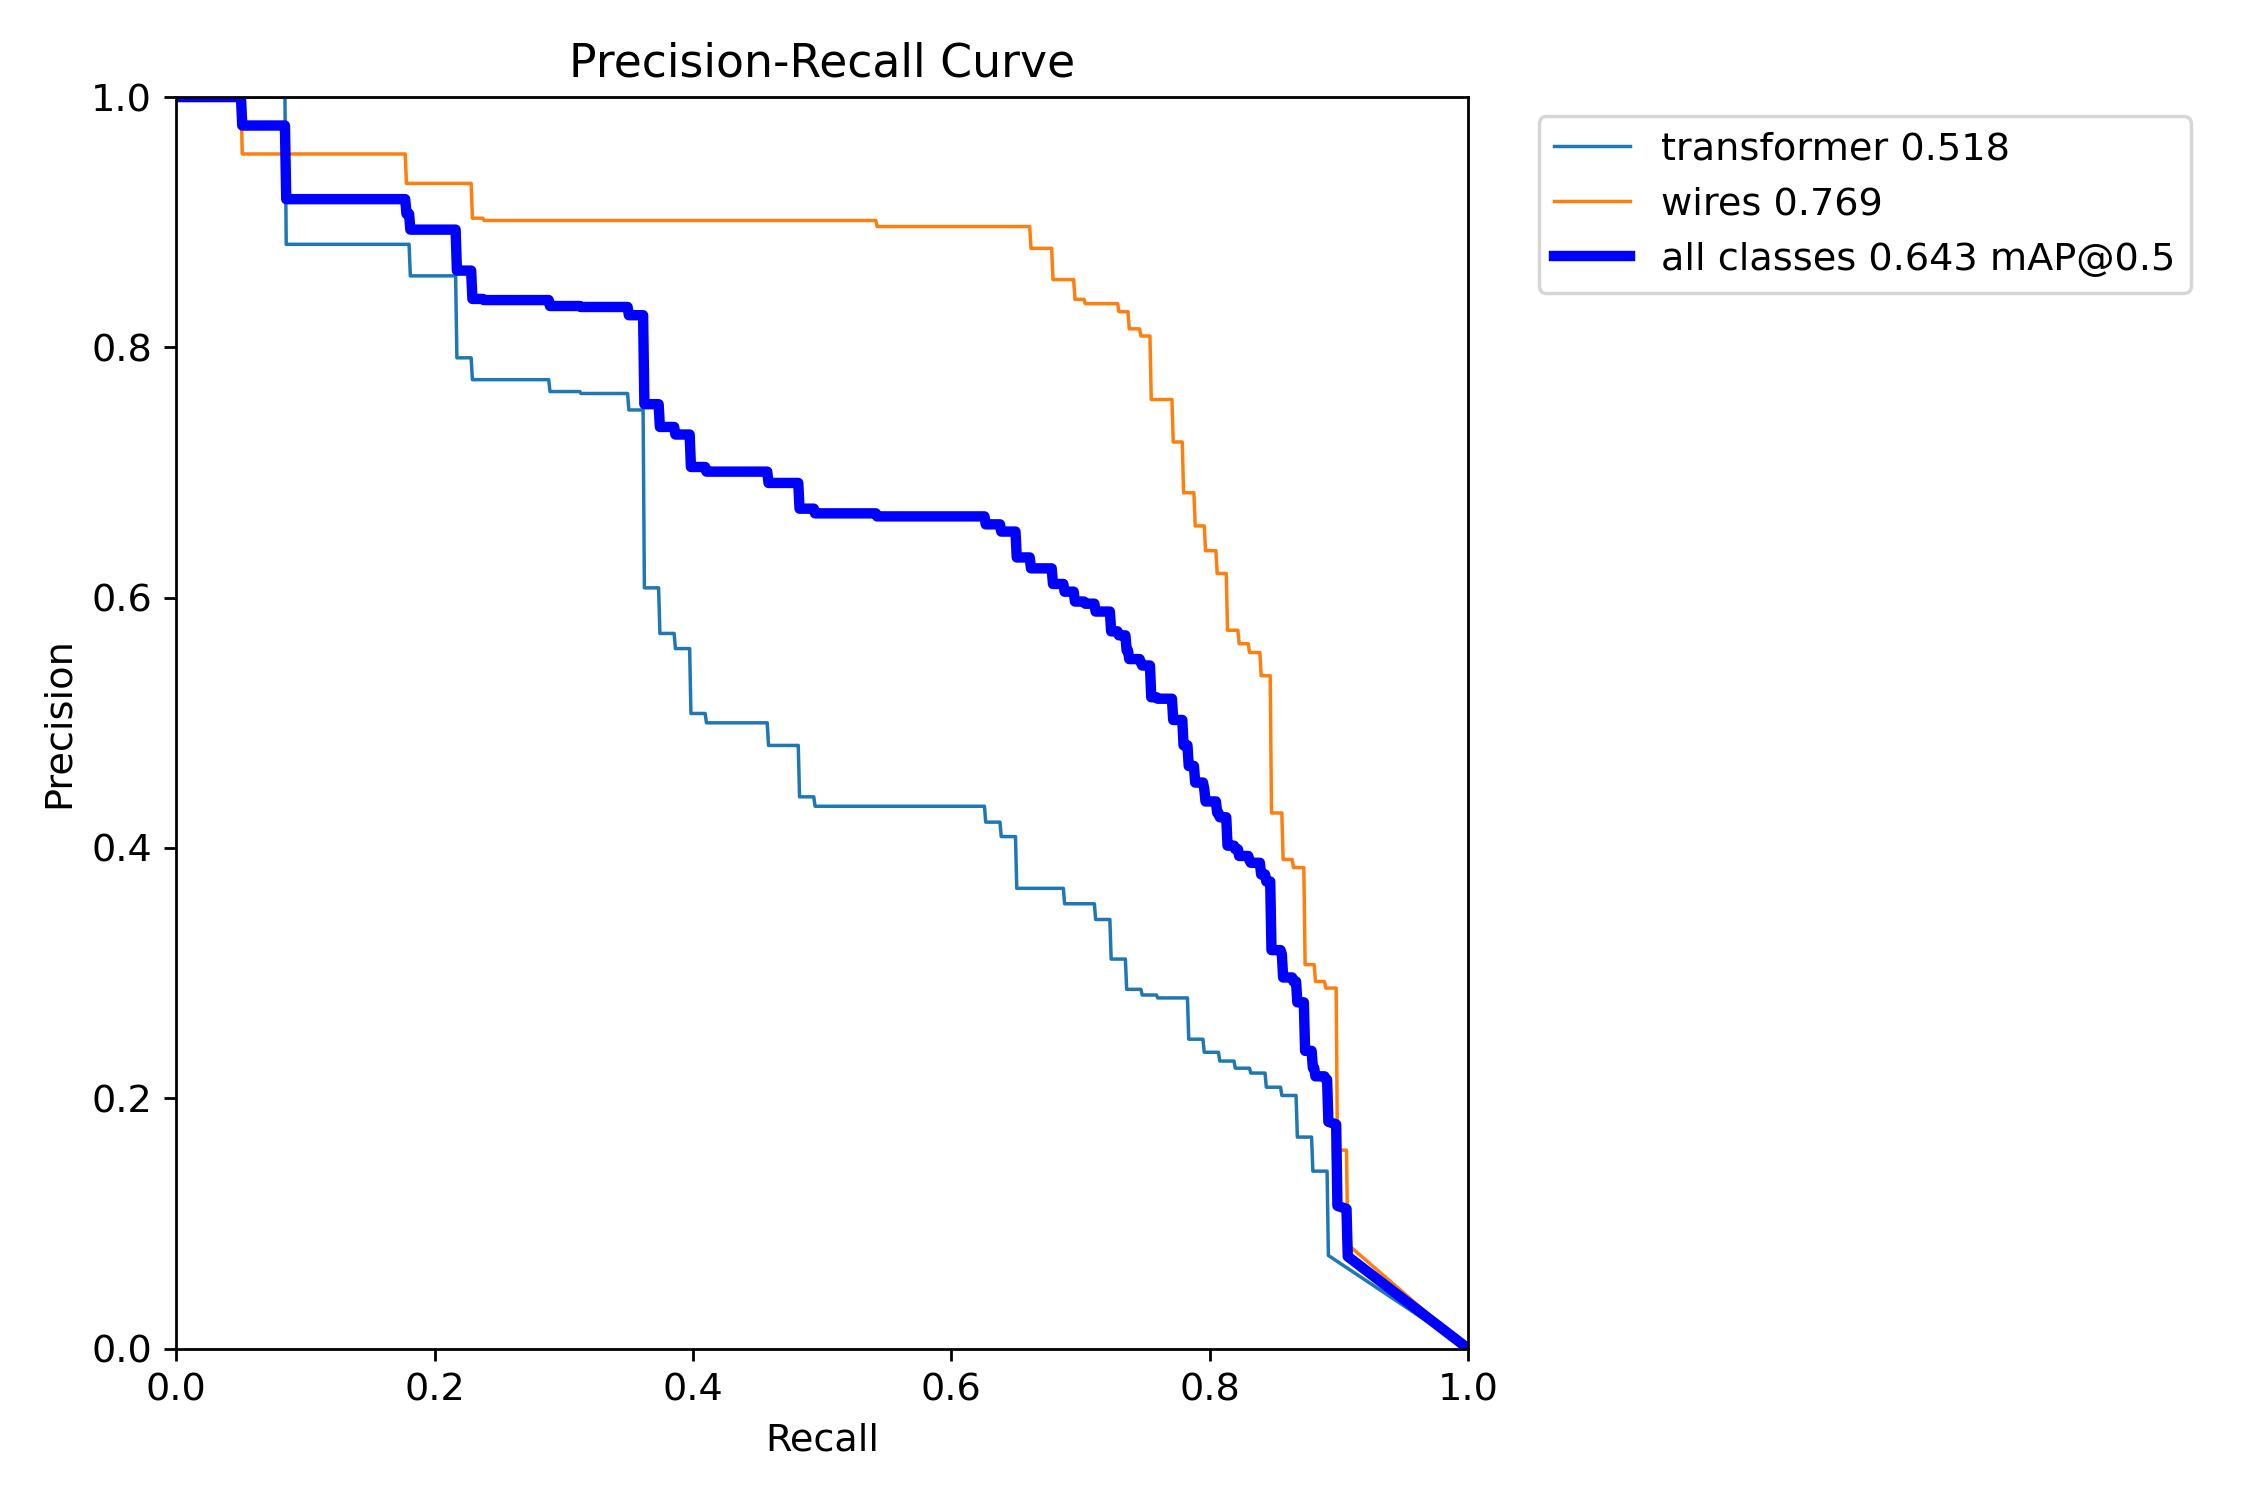 Precision-Recall Curve
transformer 0.518
wires 0.769
all classes 0.643 mAP@0.5
Precision
1.0
0.8
0.6
0.4
0.2
0.0
0.0 0.2 0.4 0.6 0.8 1.0
Recall